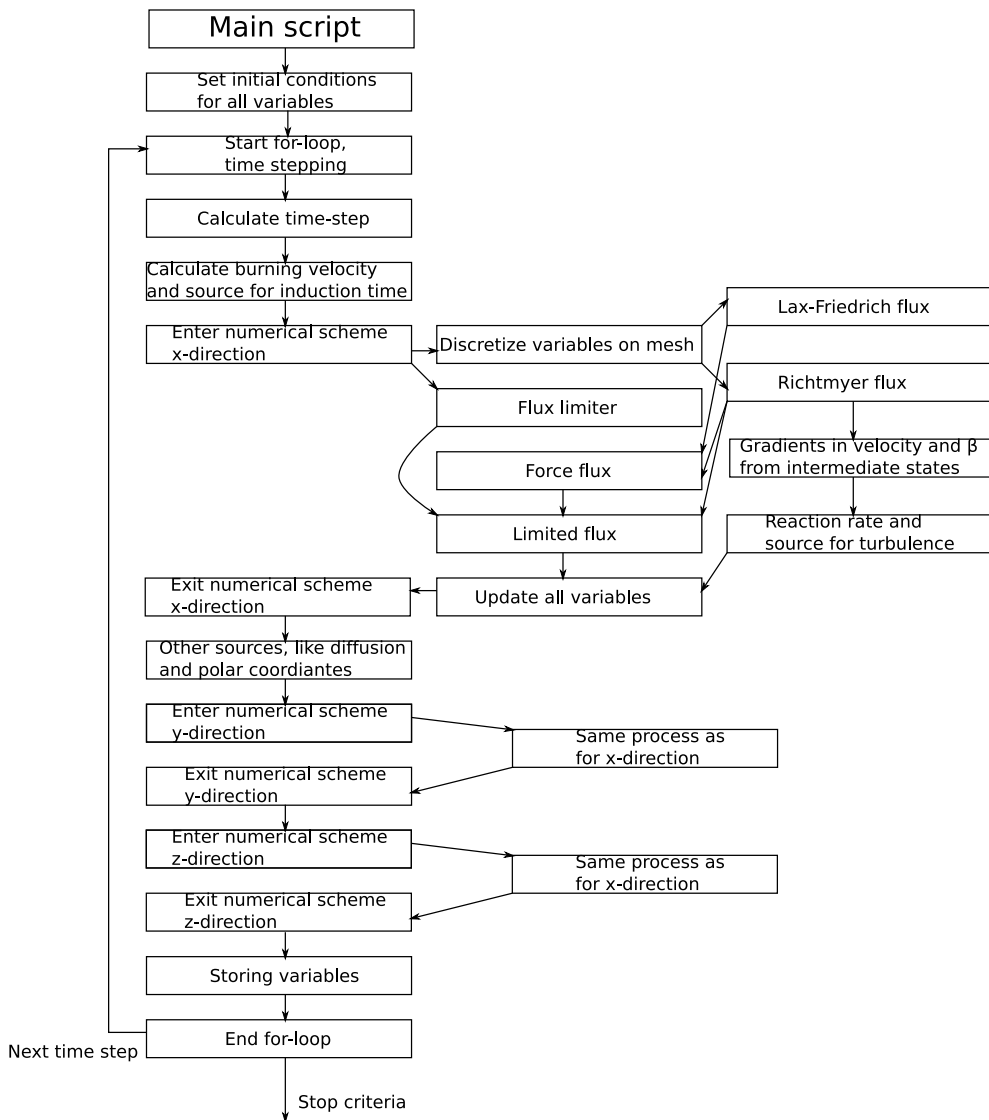 Main script
Set initial conditions
for all variables
Start for-loop,
time stepping
Calculate time-step
Calculate burning velocity
and source for induction time
Enter numerical scheme
x-direction
Discretize variables on mesh
Lax-Friedrich flux
Richtmyer flux
Flux limiter
Gradients in velocity and β
from intermediate states
Force flux
Limited flux
Reaction rate and
source for turbulence
Update all variables
Exit numerical scheme
x-direction
Other sources, like diffusion
and polar coordiantes
Enter numerical scheme
y-direction
Same process as
for x-direction
Exit numerical scheme
y-direction
Enter numerical scheme
z-direction
Same process as
for x-direction
Exit numerical scheme
z-direction
Storing variables
End for-loop
Next time step
Stop criteria